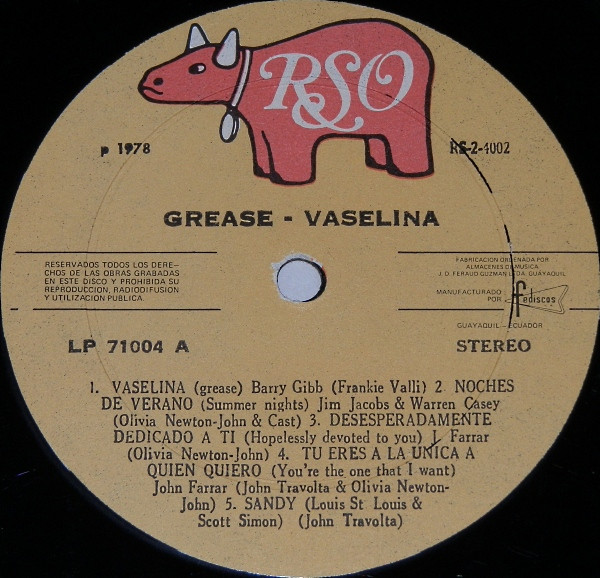 RSO
p 1978
RS-2-4002
GREASE - VASELINA
RESERVADOS TODOS LOS DERE-
CHOS DE LAS OBRAS GRABADAS
EN ESTE DISCO Y PROHIBIDA SU
REPRODUCCION, RADIODIFUSION
Y UTILIZACION PUBLICA.
FABRICACION ORDENADA POR
ALMACENES DE MUSICA
J. D. FERAUD GUZMAN LTDA. GUAYAQUIL
MANUFACTURADO
POR
fediscos
GUAYAQUIL - ECUADOR
LP 71004 A
STEREO
1. VASELINA (grease) Barry Gibb (Frankie Valli) 2. NOCHES
DE VERANO (Summer nights) Jim Jacobs & Warren Casey
(Olivia Newton-John & Cast) 3. DESESPERADAMENTE
DEDICADO A TI (Hopelessly devoted to you) J. Farrar
(Olivia Newton-John) 4. TU ERES A LA UNICA A
QUIEN QUIERO (You're the one that I want)
John Farrar (John Travolta & Olivia Newton-
John) 5. SANDY (Louis St Louis &
Scott Simon) (John Travolta)